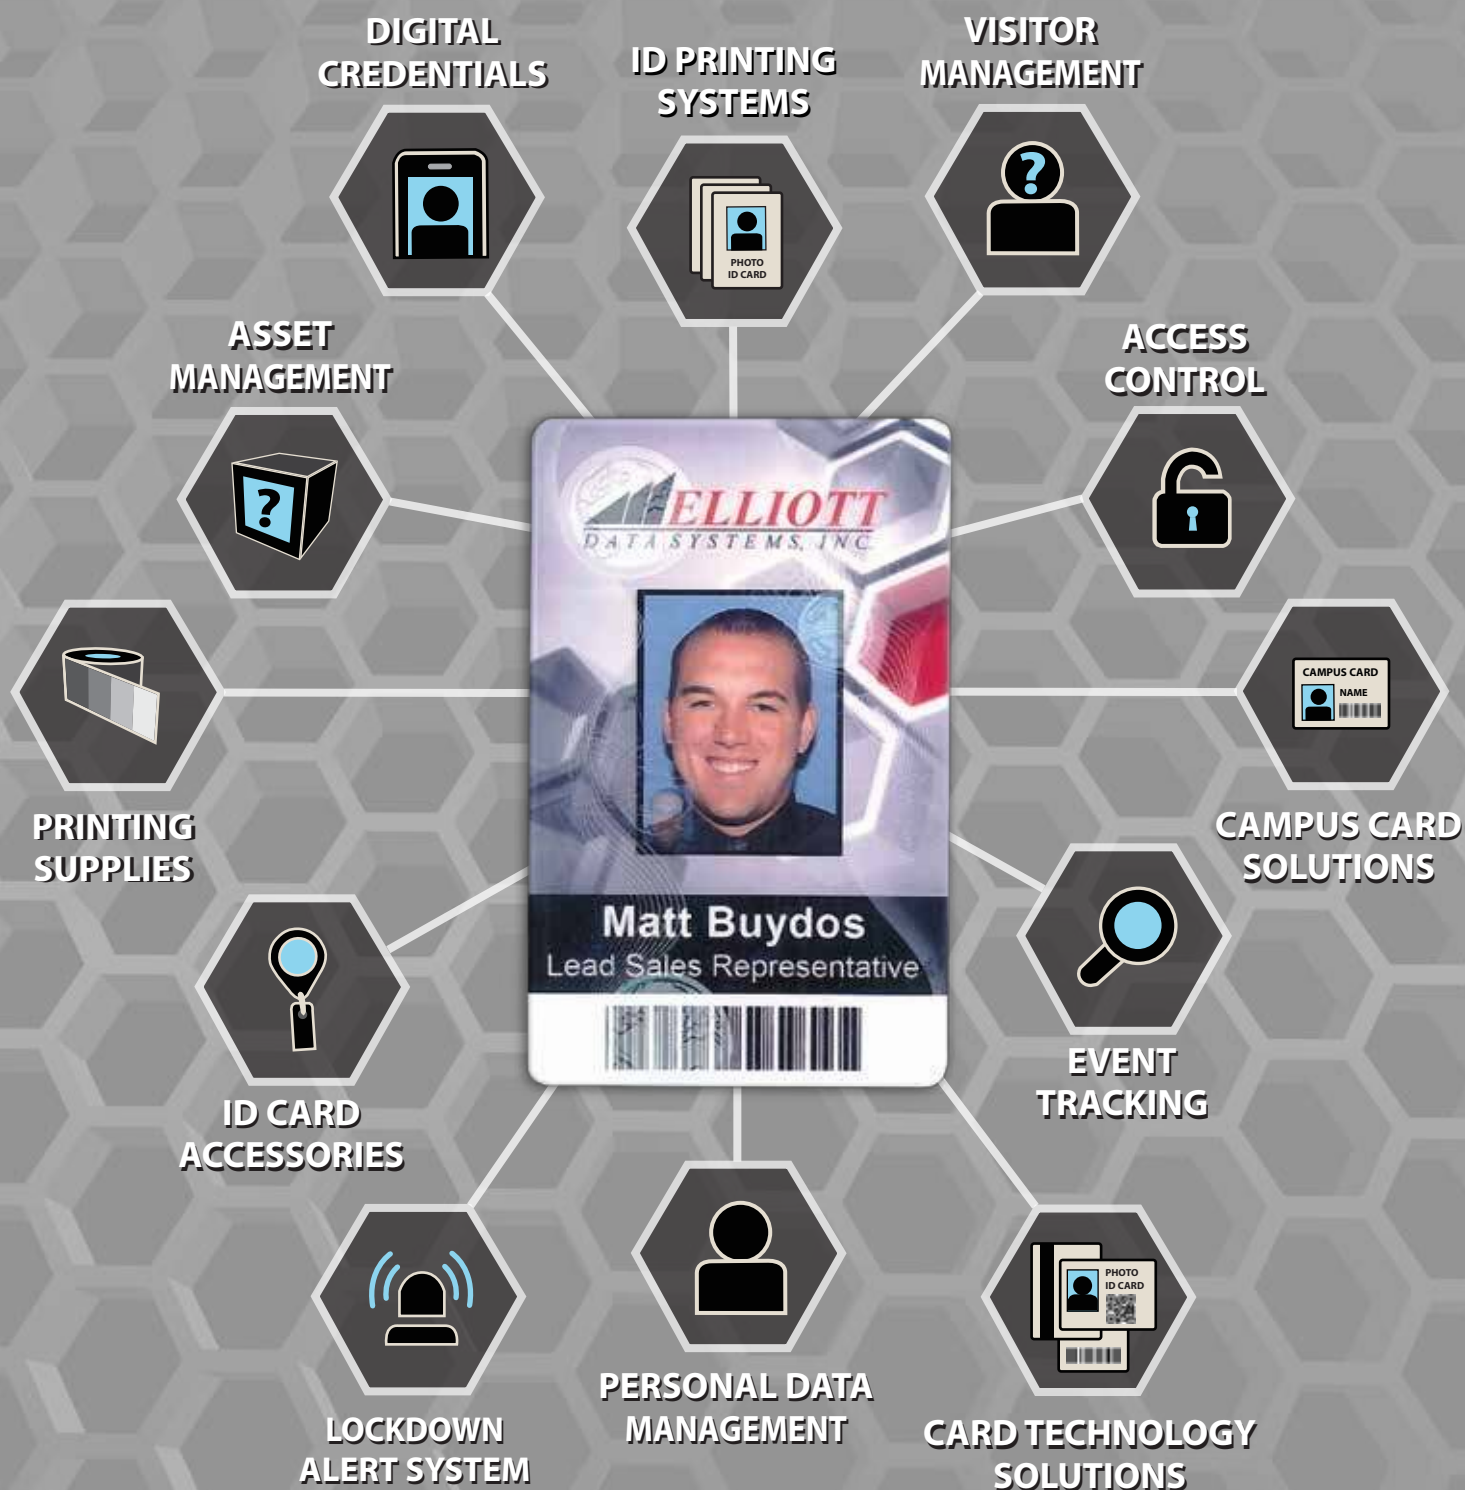 DIGITAL
CREDENTIALS
ID PRINTING
SYSTEMS
VISITOR
MANAGEMENT
?
PHOTO
ID CARD
ASSET
MANAGEMENT
?
ACCESS
CONTROL
ELLIOTT
DATA SYSTEMS, INC.
CAMPUS CARD
NAME
PRINTING
SUPPLIES
CAMPUS CARD
SOLUTIONS
Matt Buydos
Lead Sales Representative
EVENT
TRACKING
ID CARD
ACCESSORIES
PHOTO
ID CARD
LOCKDOWN
ALERT SYSTEM
PERSONAL DATA
MANAGEMENT
CARD TECHNOLOGY
SOLUTIONS